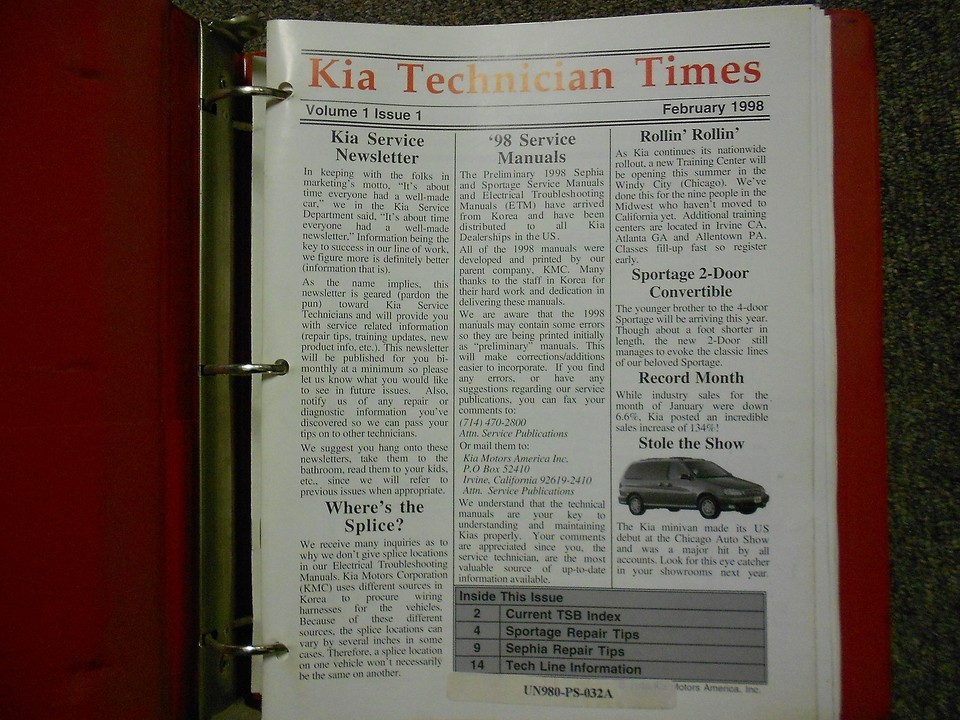 Kia Technician Times
Volume 1 Issue 1
February 1998
Kia Service
Newsletter
In keeping with the folks in
marketing's motto, "It's about
time everyone had a well-made
car," we in the Kia Service
Department said, "It's about time
everyone had a well-made
newsletter." Information being the
key to success in our line of work,
we figure more is definitely better
(information that is).
As the name implies, this
newsletter is geared (pardon the
pun) toward Kia Service
Technicians and will provide you
with service related information
(repair tips, training updates, new
product info, etc.). This newsletter
will be published for you bi-
monthly at a minimum so please
let us know what you would like
to see in future issues. Also,
notify us of any repair or
diagnostic information you've
discovered so we can pass your
tips on to other technicians.
We suggest you hang onto these
newsletters, take them to the
bathroom, read them to your kids,
etc., since we will refer to
previous issues when appropriate.
Where's the
Splice?
We receive many inquiries as to
why we don't give splice locations
in our Electrical Troubleshooting
Manuals. Kia Motors Corporation
(KMC) uses different sources in
Korea to procure wiring
harnesses for the vehicles.
Because of these different
sources, the splice locations can
vary by several inches in some
cases. Therefore, a splice location
on one vehicle won't necessarily
be the same on another.
'98 Service
Manuals
The Preliminary 1998 Sephia
and Sportage Service Manuals
and Electrical Troubleshooting
Manuals (ETM) have arrived
from Korea and have been
distributed to all Kia
Dealerships in the US.
All of the 1998 manuals were
developed and printed by our
parent company, KMC. Many
thanks to the staff in Korea for
their hard work and dedication in
delivering these manuals.
We are aware that the 1998
manuals may contain some errors
so they are being printed initially
as "preliminary" manuals. This
will make corrections/additions
easier to incorporate. If you find
any errors, or have any
suggestions regarding our service
publications, you can fax your
comments to:
(714) 470-2800
Attn. Service Publications
Or mail them to:
Kia Motors America Inc.
P.O Box 52410
Irvine, California 92619-2410
Attn. Service Publications
We understand that the technical
manuals are your key to
understanding and maintaining
Kias properly. Your comments
are appreciated since you, the
service technician, are the most
valuable source of up-to-date
information available.
Rollin' Rollin'
As Kia continues its nationwide
rollout, a new Training Center will
be opening this summer in the
Windy City (Chicago). We've
done this for the nine people in the
Midwest who haven't moved to
California yet. Additional training
centers are located in Irvine CA,
Atlanta GA and Allentown PA.
Classes fill-up fast so register
early.
Sportage 2-Door
Convertible
The younger brother to the 4-door
Sportage will be arriving this year.
Though about a foot shorter in
length, the new 2-Door still
manages to evoke the classic lines
of our beloved Sportage.
Record Month
While industry sales for the
month of January were down
6.6%, Kia posted an incredible
sales increase of 134%!
Stole the Show
The Kia minivan made its US
debut at the Chicago Auto Show
and was a major hit by all
accounts. Look for this eye catcher
in your showrooms next year.
Inside This Issue
2 Current TSB Index
4 Sportage Repair Tips
9 Sephia Repair Tips
14 Tech Line Information
Motors America, Inc.
UN980-PS-032A